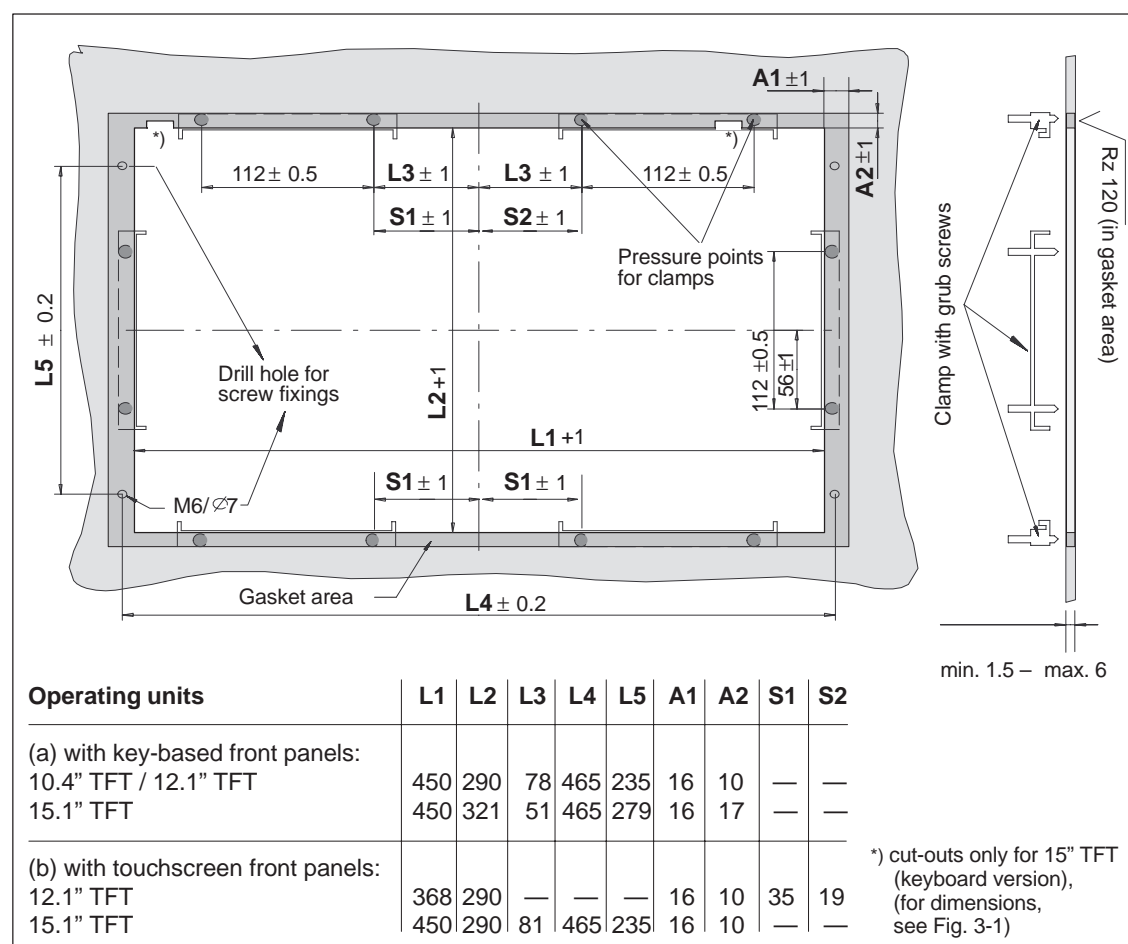 A1 ±1
*)
*)
112 ± 0.5
L3 ± 1
L3 ± 1
112 ± 0.5
A2 ±1
Rz 120 (in gasket area)
S1 ± 1
S2 ± 1
Pressure points
for clamps
Clamp with grub screws
L5 ± 0.2
Drill hole for
screw fixings
L2+1
112 ±0.5
56 ±1
L1 +1
S1 ± 1
S1 ± 1
M6/ ∅7
Gasket area
L4 ± 0.2
min. 1.5 – max. 6
Operating units L1 L2 L3 L4 L5 A1 A2 S1 S2
(a) with key-based front panels:
10.4” TFT / 12.1” TFT 450 290 78 465 235 16 10 — —
15.1” TFT 450 321 51 465 279 16 17 — —
(b) with touchscreen front panels:
12.1” TFT 368 290 — — — 16 10 35 19
15.1” TFT 450 290 81 465 235 16 10 — —
*) cut-outs only for 15” TFT
(keyboard version),
(for dimensions,
see Fig. 3-1)